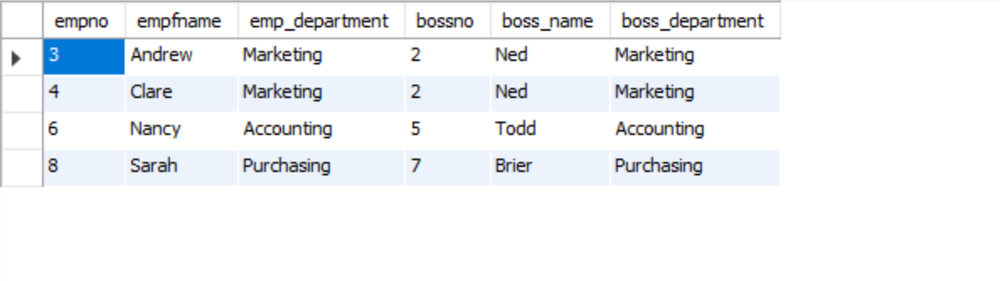 empno empfname emp_department bossno boss_name boss_department
3 Andrew Marketing 2 Ned Marketing
4 Clare Marketing 2 Ned Marketing
6 Nancy Accounting 5 Todd Accounting
8 Sarah Purchasing 7 Brier Purchasing